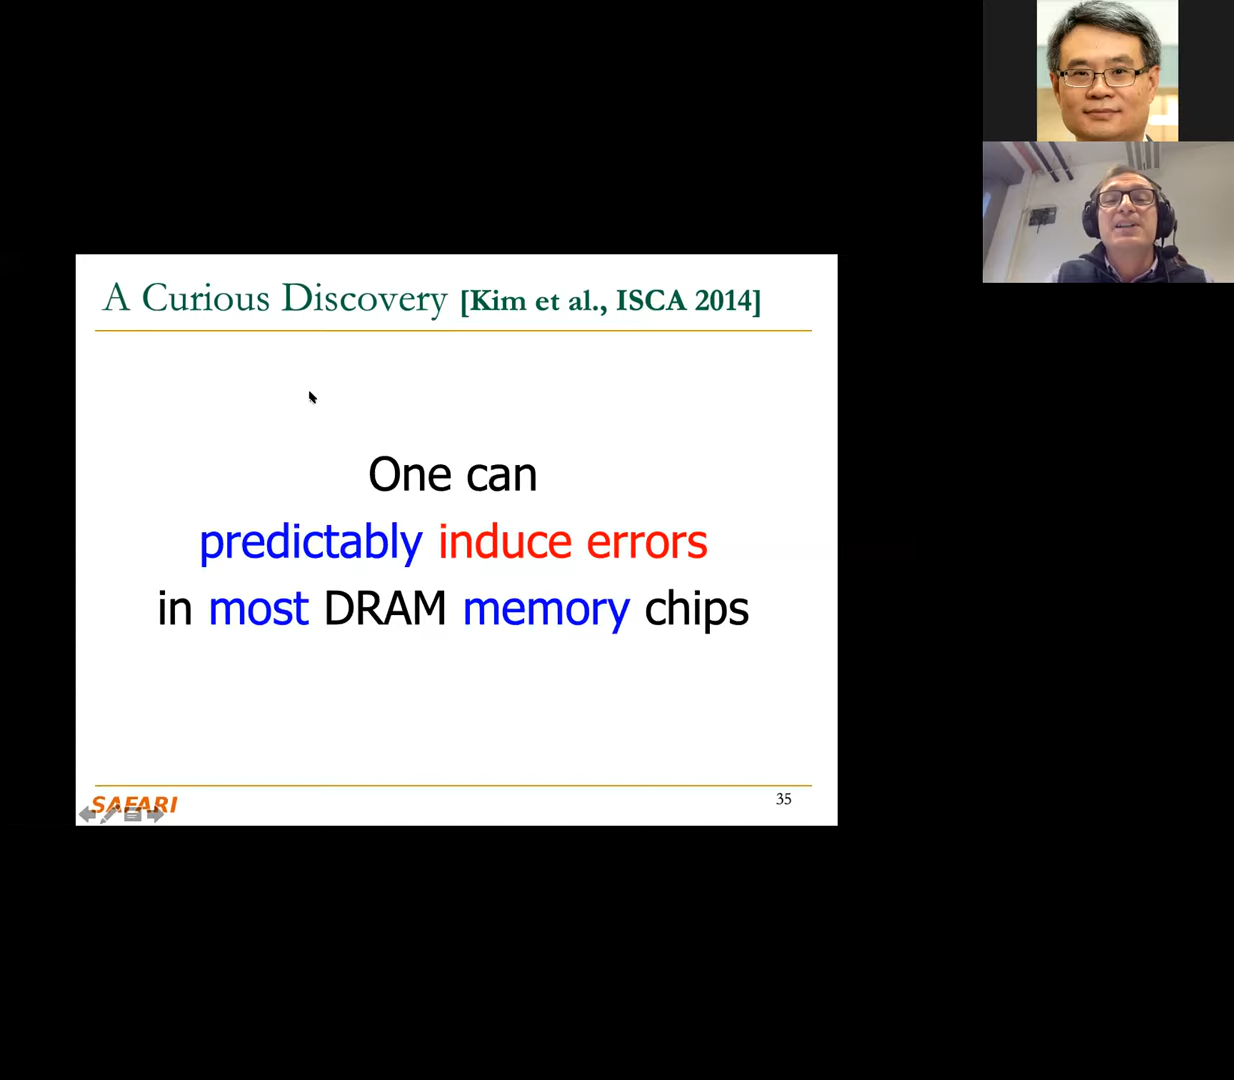 A Curious Discovery [Kim et al., ISCA 2014]
One can
predictably induce errors
in most DRAM memory chips
SAFARI
35